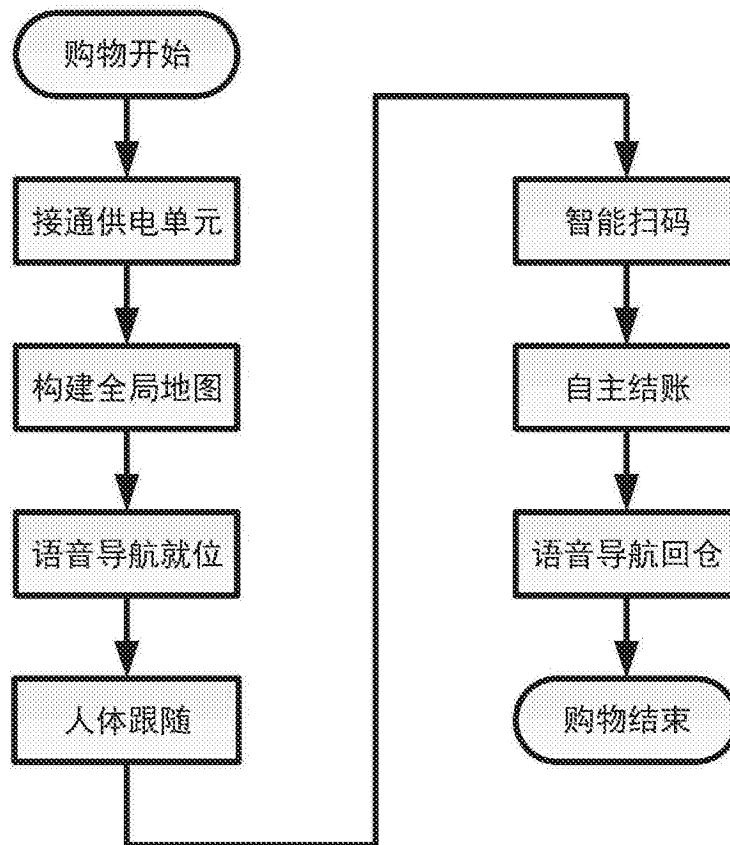 购物开始
接通供电单元
构建全局地图
语音导航就位
人体跟随
智能扫码
自主结账
语音导航回仓
购物结束